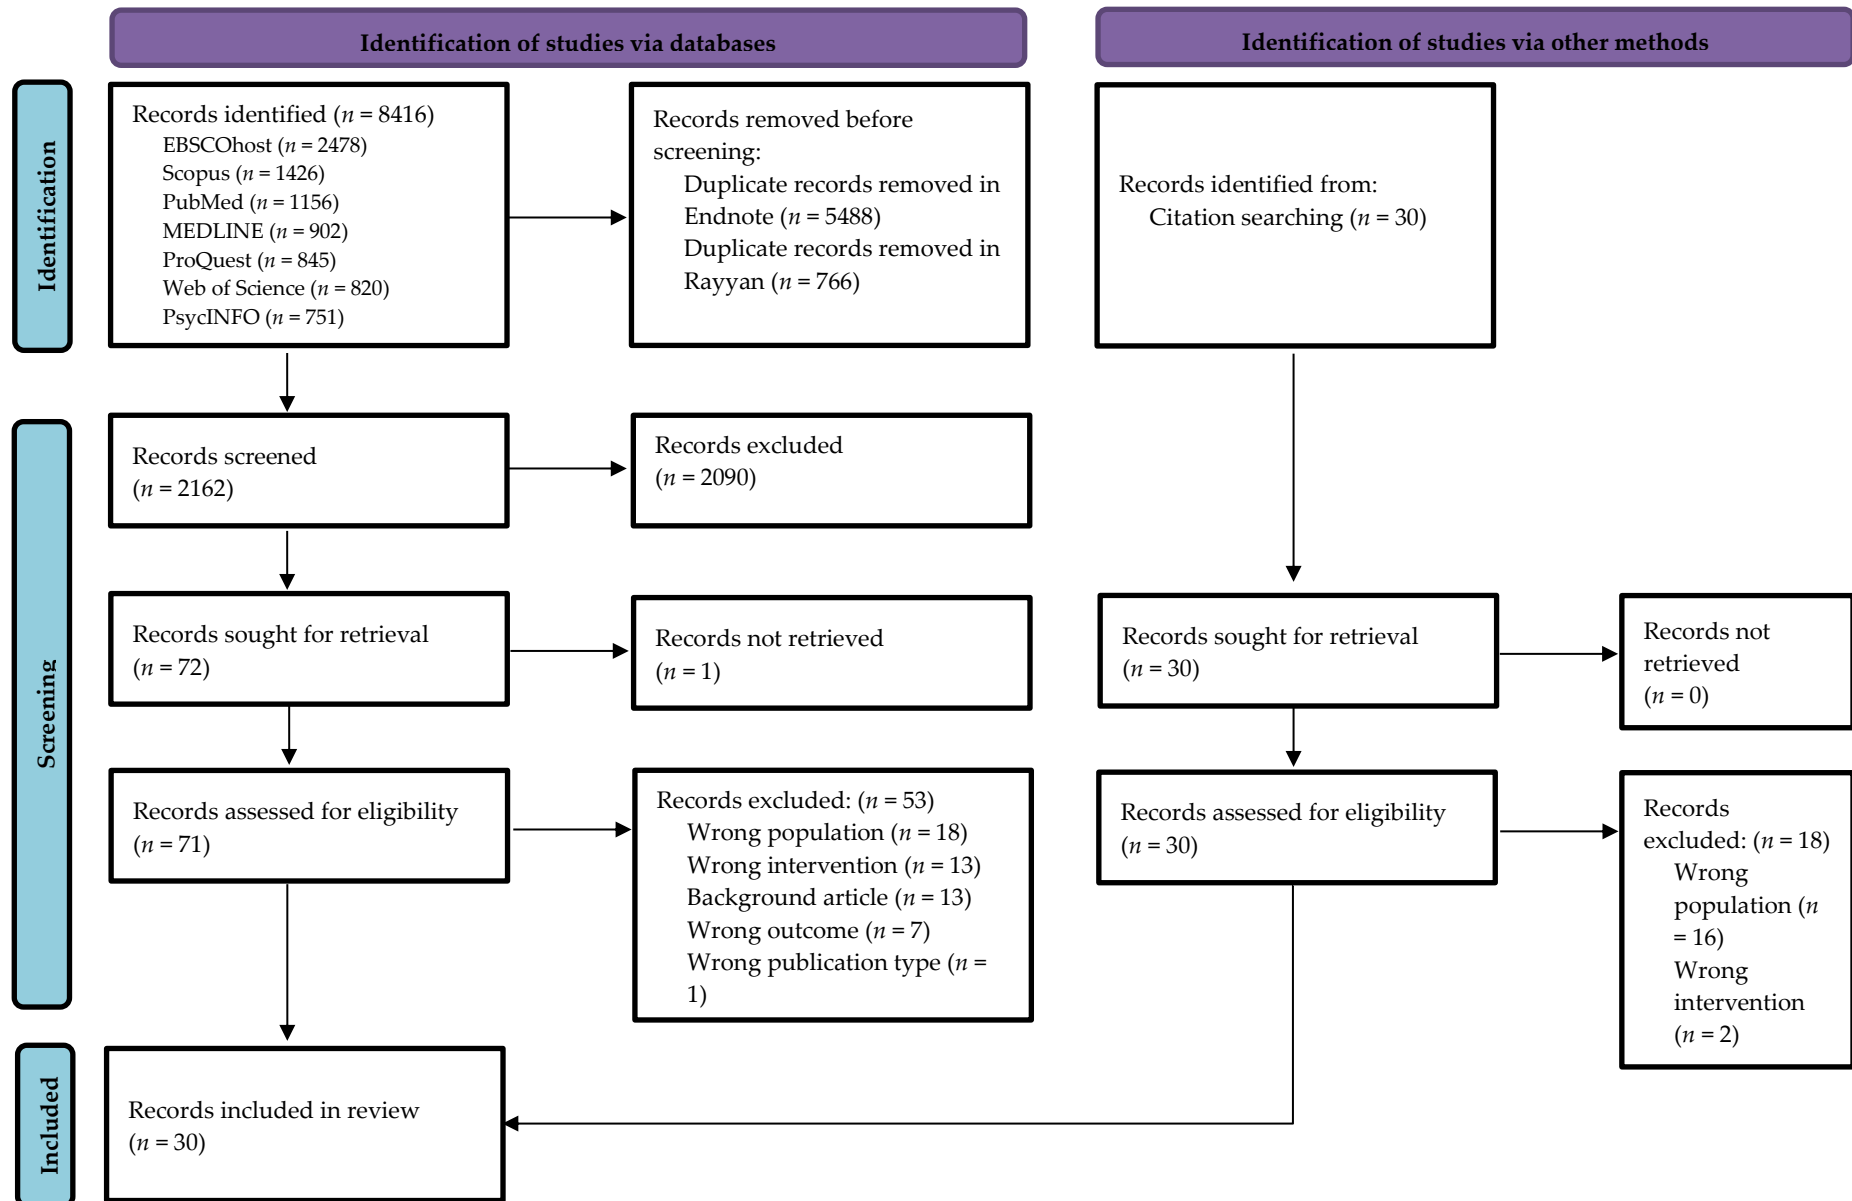 Identification of studies via databases
Identification of studies via other methods
Identification
Records identified (n = 8416)
EBSCOhost (n = 2478)
Scopus (n = 1426)
PubMed (n = 1156)
MEDLINE (n = 902)
ProQuest (n = 845)
Web of Science (n = 820)
PsycINFO (n = 751)
Records removed before
screening:
Duplicate records removed in
Endnote (n = 5488)
Duplicate records removed in
Rayyan (n = 766)
Records identified from:
Citation searching (n = 30)
Screening
Records screened
(n = 2162)
Records excluded
(n = 2090)
Records sought for retrieval
(n = 72)
Records not retrieved
(n = 1)
Records sought for retrieval
(n = 30)
Records not
retrieved
(n = 0)
Records assessed for eligibility
(n = 71)
Records excluded: (n = 53)
Wrong population (n = 18)
Wrong intervention (n = 13)
Background article (n = 13)
Wrong outcome (n = 7)
Wrong publication type (n =
1)
Records assessed for eligibility
(n = 30)
Records
excluded: (n = 18)
Wrong
population (n
= 16)
Wrong
intervention
(n = 2)
Included
Records included in review
(n = 30)